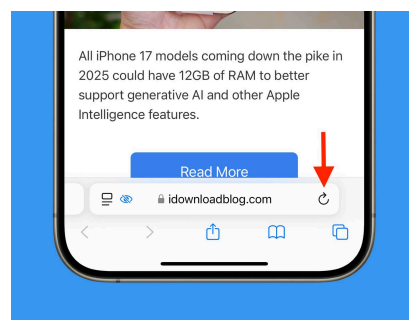 All iPhone 17 models coming down the pike in
2025 could have 12GB of RAM to better
support generative AI and other Apple
Intelligence features.
Read More
idownloadblog.com